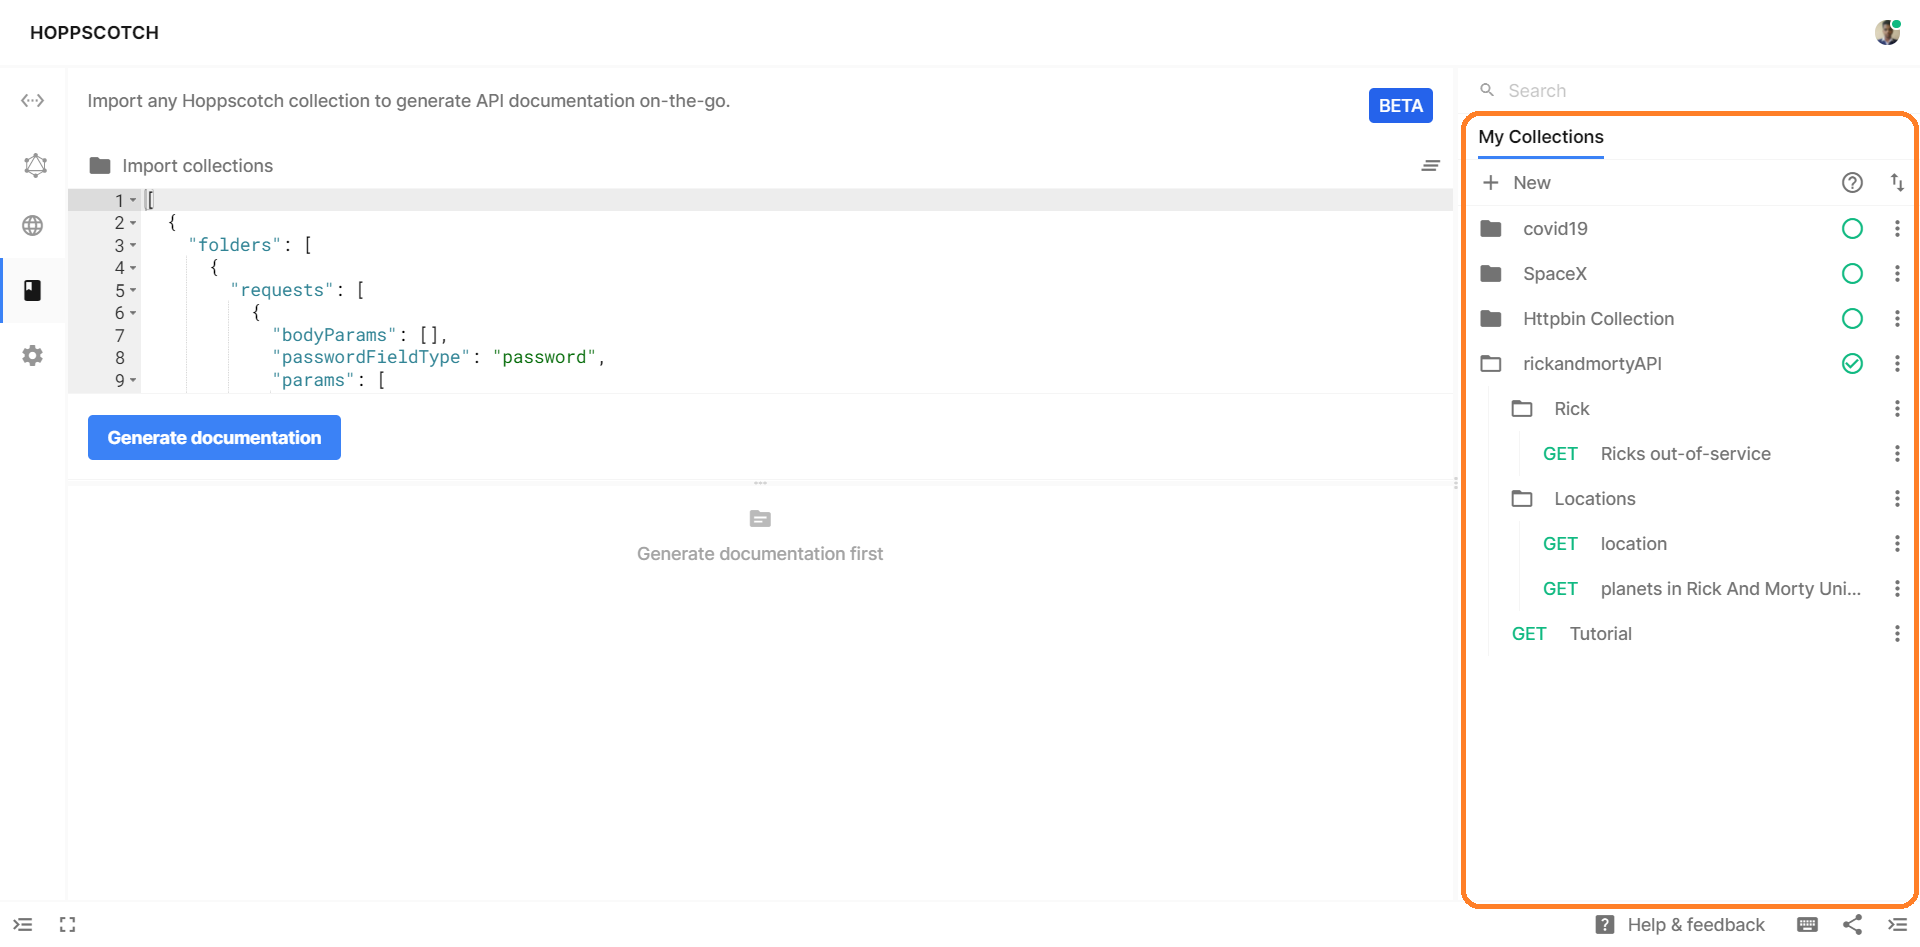 HOPPSCOTCH
Import any Hoppscotch collection to generate API documentation on-the-go.
BETA
Import collections
1 [
2 {
3 "folders": [
4 {
5 "requests": [
6 {
7 "bodyParams": [],
8 "passwordFieldType": "password",
9 "params": [
Generate documentation
Generate documentation first
Search
My Collections
New
covid19
SpaceX
Httpbin Collection
rickandmortyAPI
Rick
GET Ricks out-of-service
Locations
GET location
GET planets in Rick And Morty Uni...
GET Tutorial
Help & feedback